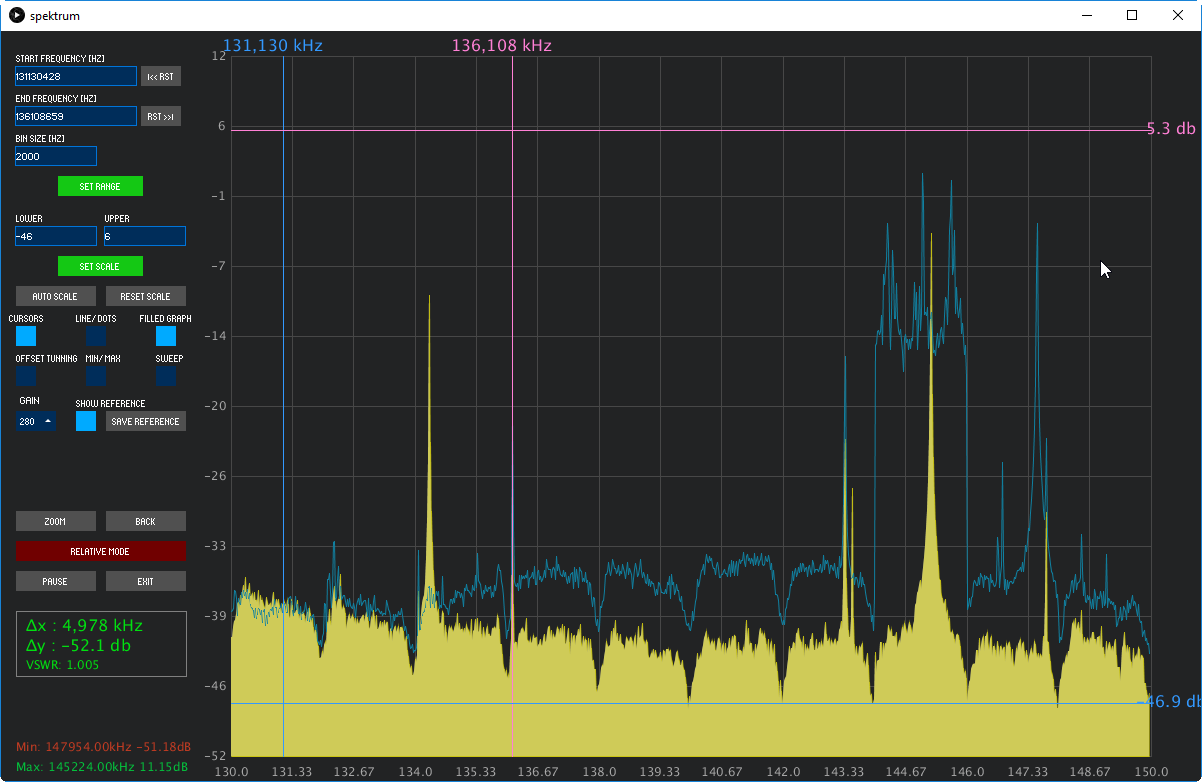 spektrum
131,130 kHz 136,108 kHz
START FREQUENCY [HZ]
131130428 |<< RST
END FREQUENCY [HZ]
136108659 RST >>|
BIN SIZE [HZ]
2000
SET RANGE
LOWER UPPER
-46 6
SET SCALE
AUTO SCALE RESET SCALE
CURSORS LINE/DOTS FILLED GRAPH
OFFSET TUNNING MIN/MAX SWEEP
GAIN SHOW REFERENCE
280 SAVE REFERENCE
ZOOM BACK
RELATIVE MODE
PAUSE EXIT
Δx : 4,978 kHz
Δy : -52.1 db
VSWR: 1.005
Min: 147954.00kHz -51.18dB
Max: 145224.00kHz 11.15dB
12
6
-1
-7
-14
-20
-26
-33
-39
-46
-52
5.3 db
-46.9 db
130.0 131.33 132.67 134.0 135.33 136.67 138.0 139.33 140.67 142.0 143.33 144.67 146.0 147.33 148.67 150.0